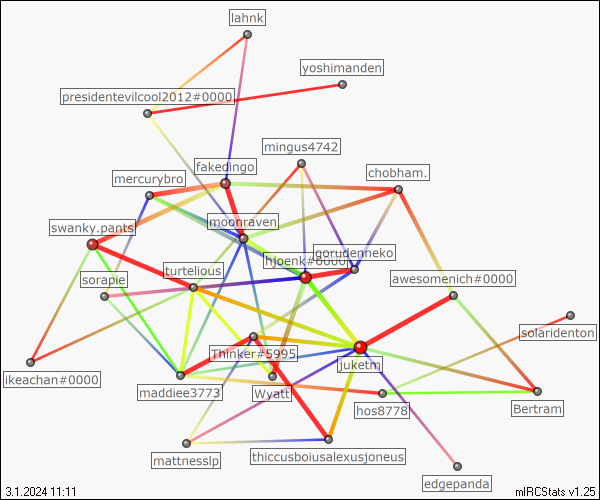 lahnk
yoshimanden
presidentevilcool2012#0000
mingus4742
fakedingo
chobham.
mercurybro
moonraven
swanky.pants
gorudenneko
hjoenk#0000
turtelious
awesomenich#0000
sorapie
solaridenton
Thinker#5995
jukethi
ikeachan#0000
maddiee3773
Wyatt
hos8778
Bertram
thiccusboiusalexusjoneus
mattnesslp
edgepanda
3.1.2024 11:11
mIRCStats v1.25